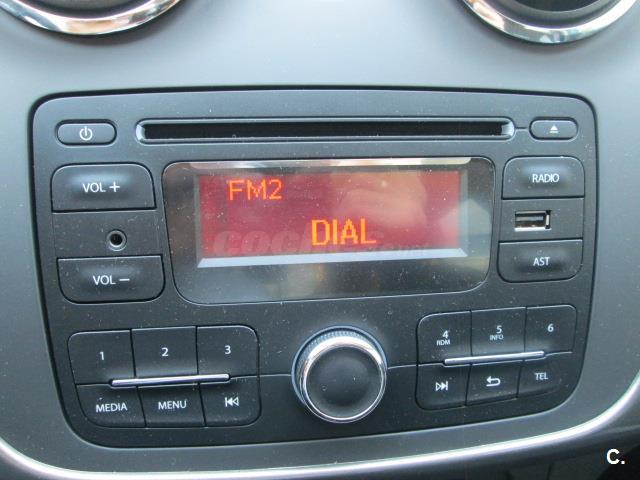 FM2
DIAL
VOL +
VOL −
RADIO
AST
1
2
3
MEDIA
MENU
4
RDM
5
INFO
6
TEL
C.